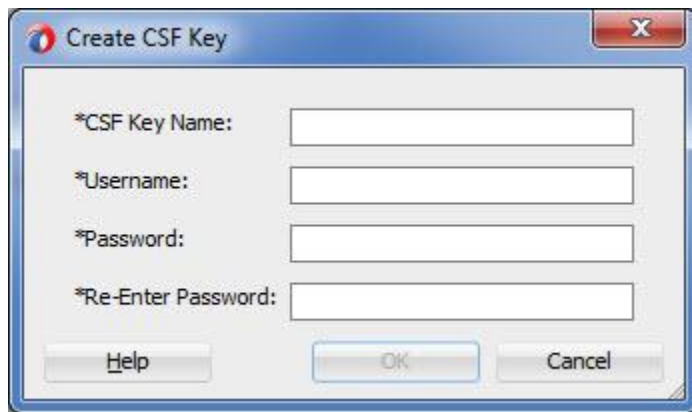 Create CSF Key
*CSF Key Name:
*Username:
*Password:
*Re-Enter Password:
Help OK Cancel